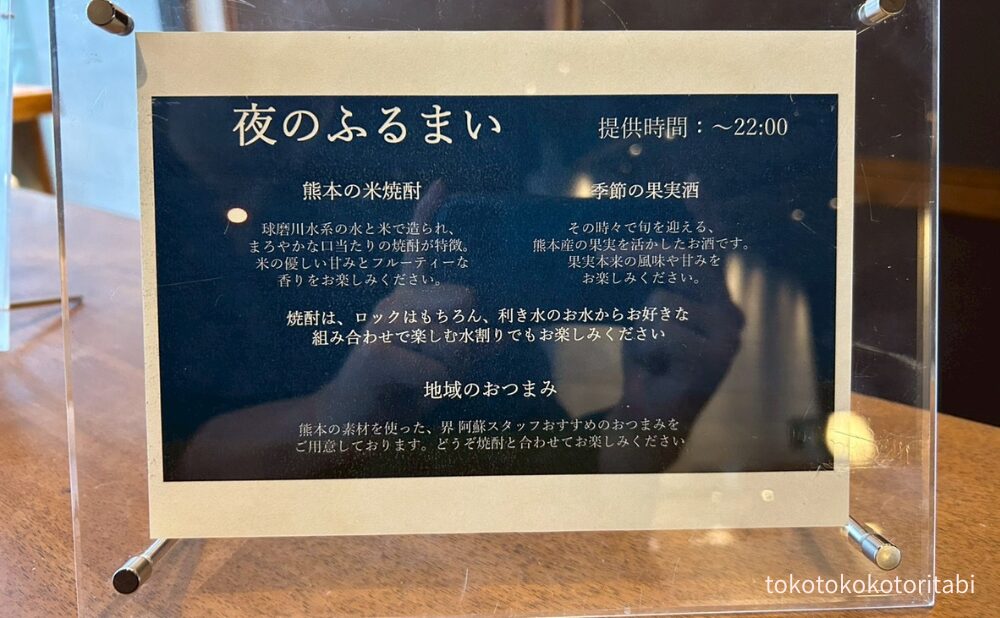 夜のふるまい
提供時間：～22:00
熊本の米焼酎
球磨川水系の水と米で造られ、
まろやかな口当たりの焼酎が特徴。
米の優しい甘みとフルーティーな
香りをお楽しみください。
季節の果実酒
その時々で旬を迎える、
熊本産の果実を活かしたお酒です。
果実本来の風味や甘みを
お楽しみください。
焼酎は、ロックはもちろん、利き水のお水からお好きな
組み合わせで楽しむ水割りでもお楽しみください
地域のおつまみ
熊本の素材を使った、界 阿蘇スタッフおすすめのおつまみを
ご用意しております。どうぞ焼酎と合わせてお楽しみください
tokotokokotoritabi